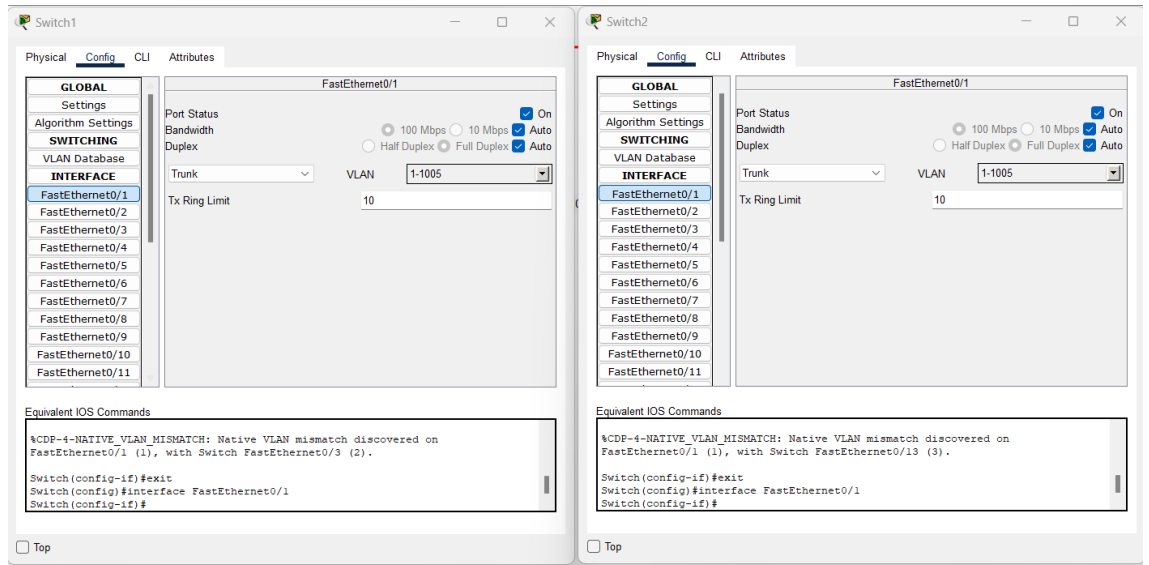 Switch1
Physical Config CLI Attributes
GLOBAL
Settings
Algorithm Settings
SWITCHING
VLAN Database
INTERFACE
FastEthernet0/1
FastEthernet0/2
FastEthernet0/3
FastEthernet0/4
FastEthernet0/5
FastEthernet0/6
FastEthernet0/7
FastEthernet0/8
FastEthernet0/9
FastEthernet0/10
FastEthernet0/11
FastEthernet0/1
Port Status On
Bandwidth 100 Mbps 10 Mbps Auto
Duplex Half Duplex Full Duplex Auto
Trunk VLAN 1-1005
Tx Ring Limit 10
Equivalent IOS Commands
%CDP-4-NATIVE_VLAN_MISMATCH: Native VLAN mismatch discovered on
FastEthernet0/1 (1), with Switch FastEthernet0/3 (2).
Switch(config-if)#exit
Switch(config)#interface FastEthernet0/1
Switch(config-if)#
Top
Switch2
Physical Config CLI Attributes
GLOBAL
Settings
Algorithm Settings
SWITCHING
VLAN Database
INTERFACE
FastEthernet0/1
FastEthernet0/2
FastEthernet0/3
FastEthernet0/4
FastEthernet0/5
FastEthernet0/6
FastEthernet0/7
FastEthernet0/8
FastEthernet0/9
FastEthernet0/10
FastEthernet0/11
FastEthernet0/1
Port Status On
Bandwidth 100 Mbps 10 Mbps Auto
Duplex Half Duplex Full Duplex Auto
Trunk VLAN 1-1005
Tx Ring Limit 10
Equivalent IOS Commands
%CDP-4-NATIVE_VLAN_MISMATCH: Native VLAN mismatch discovered on
FastEthernet0/1 (1), with Switch FastEthernet0/13 (3).
Switch(config-if)#exit
Switch(config)#interface FastEthernet0/1
Switch(config-if)#
Top